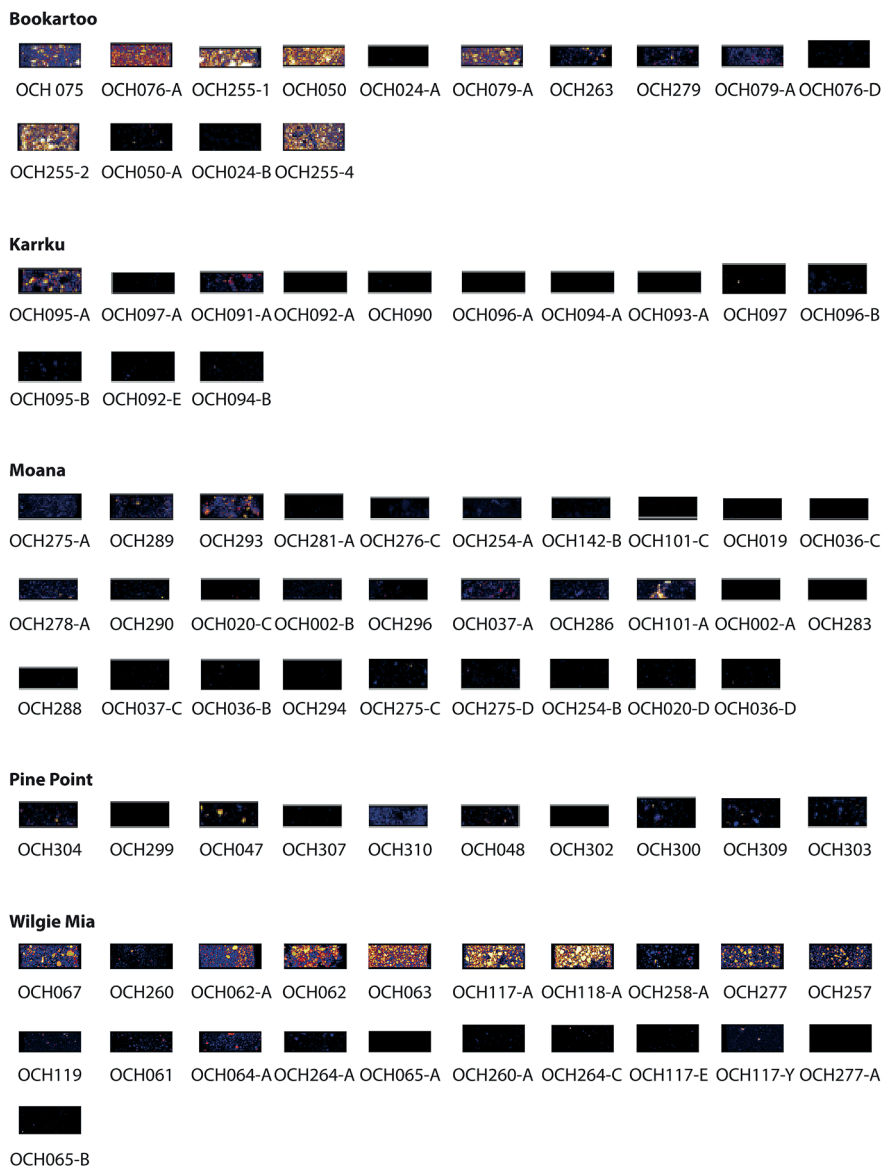 Bookartoo
OCH 075 OCH076-A OCH255-1 OCH050 OCH024-A OCH079-A OCH263 OCH279 OCH079-A OCH076-D
OCH255-2 OCH050-A OCH024-B OCH255-4
Karrku
OCH095-A OCH097-A OCH091-A OCH092-A OCH090 OCH096-A OCH094-A OCH093-A OCH097 OCH096-B
OCH095-B OCH092-E OCH094-B
Moana
OCH275-A OCH289 OCH293 OCH281-A OCH276-C OCH254-A OCH142-B OCH101-C OCH019 OCH036-C
OCH278-A OCH290 OCH020-C OCH002-B OCH296 OCH037-A OCH286 OCH101-A OCH002-A OCH283
OCH288 OCH037-C OCH036-B OCH294 OCH275-C OCH275-D OCH254-B OCH020-D OCH036-D
Pine Point
OCH304 OCH299 OCH047 OCH307 OCH310 OCH048 OCH302 OCH300 OCH309 OCH303
Wilgie Mia
OCH067 OCH260 OCH062-A OCH062 OCH063 OCH117-A OCH118-A OCH258-A OCH277 OCH257
OCH119 OCH061 OCH064-A OCH264-A OCH065-A OCH260-A OCH264-C OCH117-E OCH117-Y OCH277-A
OCH065-B